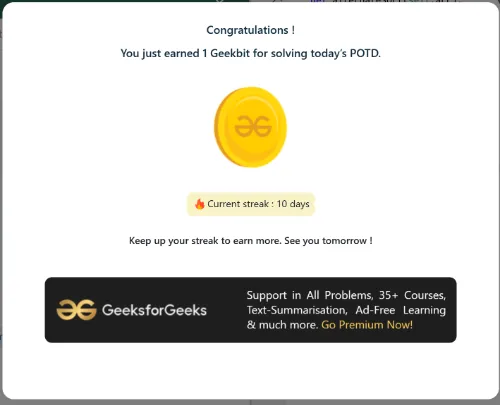 Congratulations !
You just earned 1 Geekbit for solving today's POTD.
Current streak : 10 days
Keep up your streak to earn more. See you tomorrow !
GeeksforGeeks
Support in All Problems, 35+ Courses,
Text-Summarisation, Ad-Free Learning
& much more. Go Premium Now!